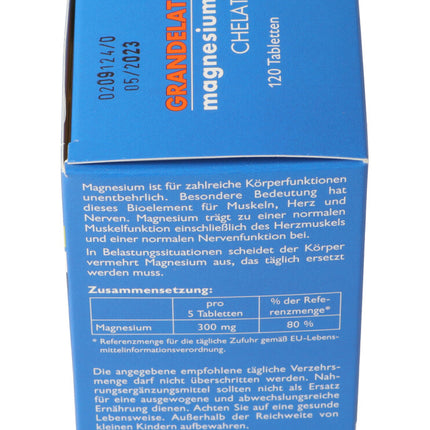 0209124/0
05/2023
GRANDELAT
magnesium
CHELAT
120 Tabletten
Magnesium ist für zahlreiche Körperfunktionen
unentbehrlich. Besondere Bedeutung hat
dieses Bioelement für Muskeln, Herz und
Nerven. Magnesium trägt zu einer normalen
Muskelfunktion einschließlich des Herzmuskels
und einer normalen Nervenfunktion bei.
In Belastungssituationen scheidet der Körper
vermehrt Magnesium aus, das täglich ersetzt
werden muss.
Zusammensetzung:
pro 5 Tabletten
% der Refe-
renzmenge*
Magnesium 300 mg 80 %
* Referenzmenge für die tägliche Zufuhr gemäß EU-Lebens-
mittelinformationsverordnung.
Die angegebene empfohlene tägliche Verzehrs-
menge darf nicht überschritten werden. Nah-
rungsergänzungsmittel sollten nicht als Ersatz
für eine ausgewogene und abwechslungsreiche
Ernährung dienen. Achten Sie auf eine gesunde
Lebensweise. Außerhalb der Reichweite von
kleinen Kindern aufbewahren.